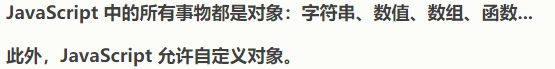 JavaScript 中的所有事物都是对象：字符串、数值、数组、函数...
此外，JavaScript 允许自定义对象。